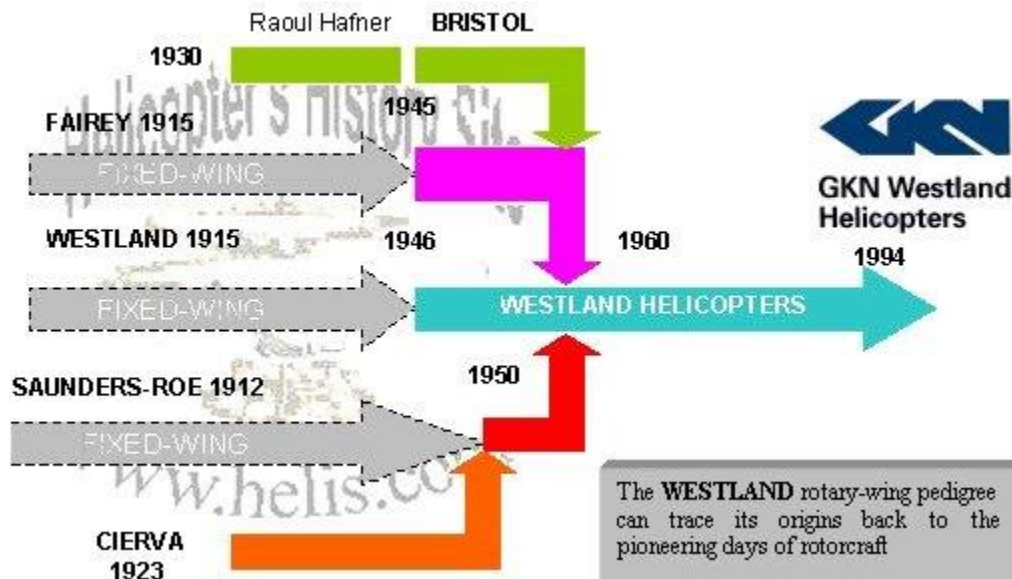 Raoul Hafner
BRISTOL
1930
1945
FAIREY 1915
FIXED-WING
WESTLAND 1915
1946
1960
GKN
GKN Westland
Helicopters
1994
FIXED-WING
WESTLAND HELICOPTERS
SAUNDERS-ROE 1912
1950
FIXED-WING
www.helis.com
CIERVA
1923
The WESTLAND rotary-wing pedigree
can trace its origins back to the
pioneering days of rotorcraft